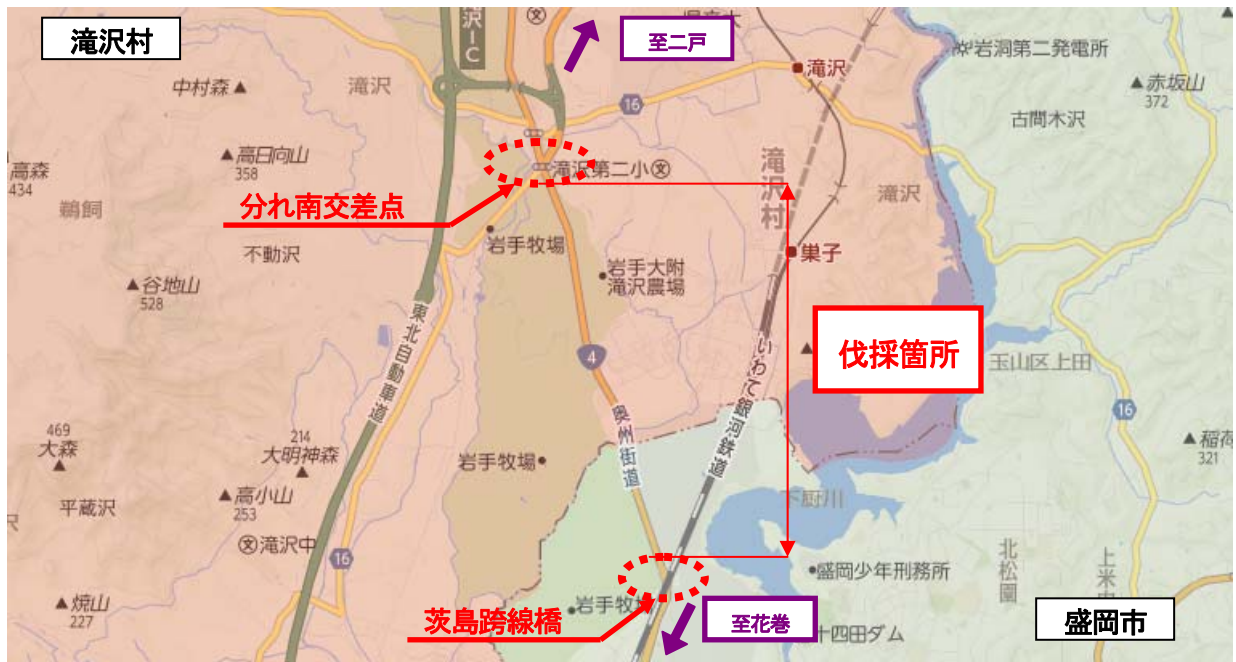 滝沢村
至二戸
岩洞第二発電所
滝沢
赤坂山
372
中村森
滝沢
16
古間木沢
高日向山
358
高森
434
滝沢第二小
滝沢村
滝沢
鵜飼
分れ南交差点
岩手牧場
巣子
不動沢
岩手大附
滝沢農場
谷地山
528
東北自動車道
伐採箇所
いわて銀河鉄道
4
玉山区上田
奥州街道
16
469
大森
214
大明神森
岩手牧場
稲荷
321
高小山
253
平蔵沢
下厨川
滝沢中
16
北松園
盛岡少年刑務所
焼山
227
岩手牧場
茨島跨線橋
至花巻
盛岡市